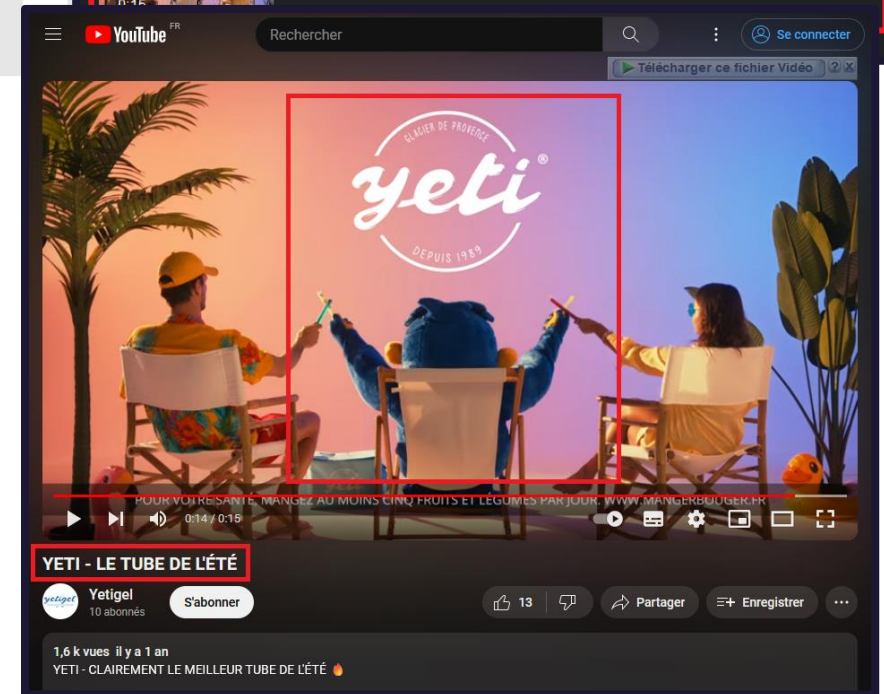 0:15
YouTube FR
Rechercher
Se connecter
Télécharger ce fichier Vidéo ? X
GLACIER DE PROVENCE
yeti®
DEPUIS 1989
POUR VOTRE SANTÉ, MANGEZ AU MOINS CINQ FRUITS ET LÉGUMES PAR JOUR. WWW.MANGERBOUGER.FR
0:14 / 0:15
YETI - LE TUBE DE L'ÉTÉ
yetigel
Yetigel
10 abonnés
S'abonner
13
Partager
Enregistrer
1,6 k vues il y a 1 an
YETI - CLAIREMENT LE MEILLEUR TUBE DE L'ÉTÉ 🔥